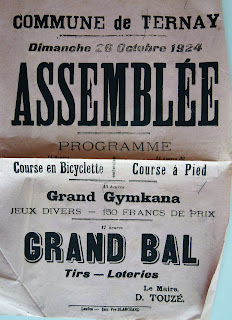 COMMUNE de TERNAY
Dimanche 26 Octobre 1924
ASSEMBLÉE
PROGRAMME
Course en Bicyclette
Course à Pied
Grand Gymkana
JEUX DIVERS — 150 FRANCS DE PRIX
GRAND BAL
Tirs — Loteries
Le Maire,
D. TOUZÉ.